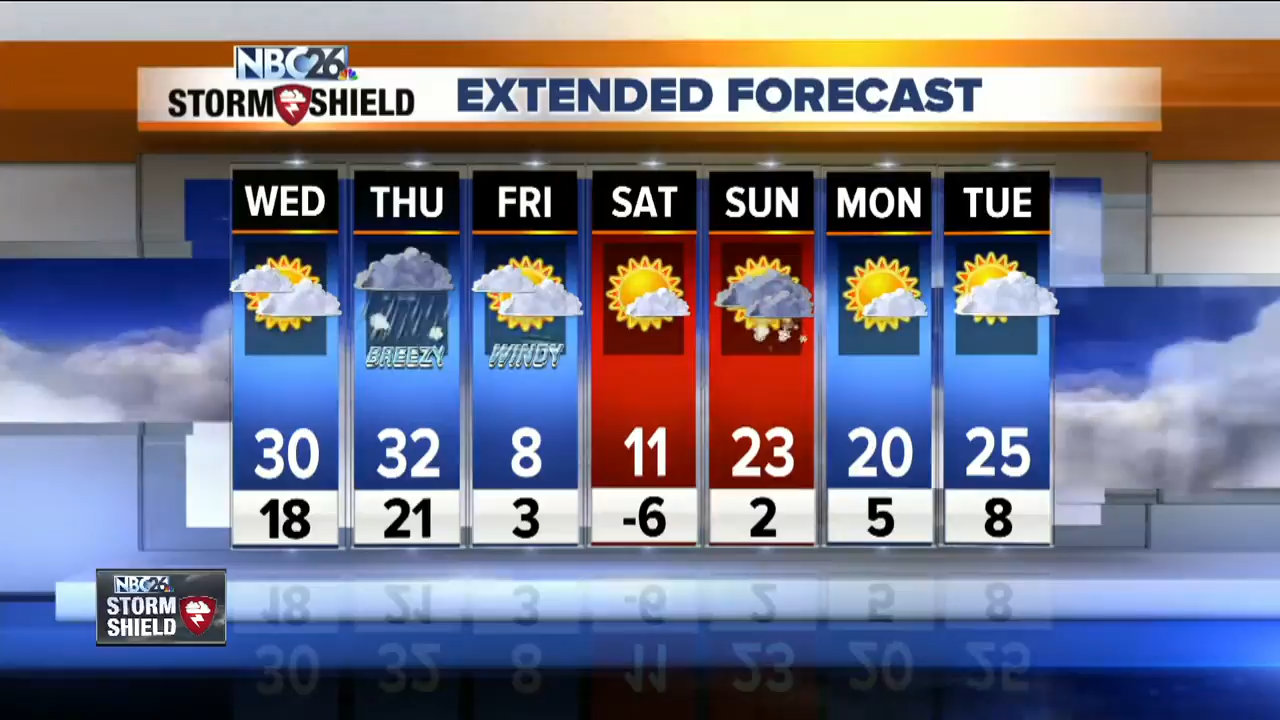 NBC26
STORM SHIELD
EXTENDED FORECAST
WED THU FRI SAT SUN MON TUE
BREEZY WINDY
30 32 8 11 23 20 25
18 21 3 -6 2 5 8
NBC26
STORM
SHIELD